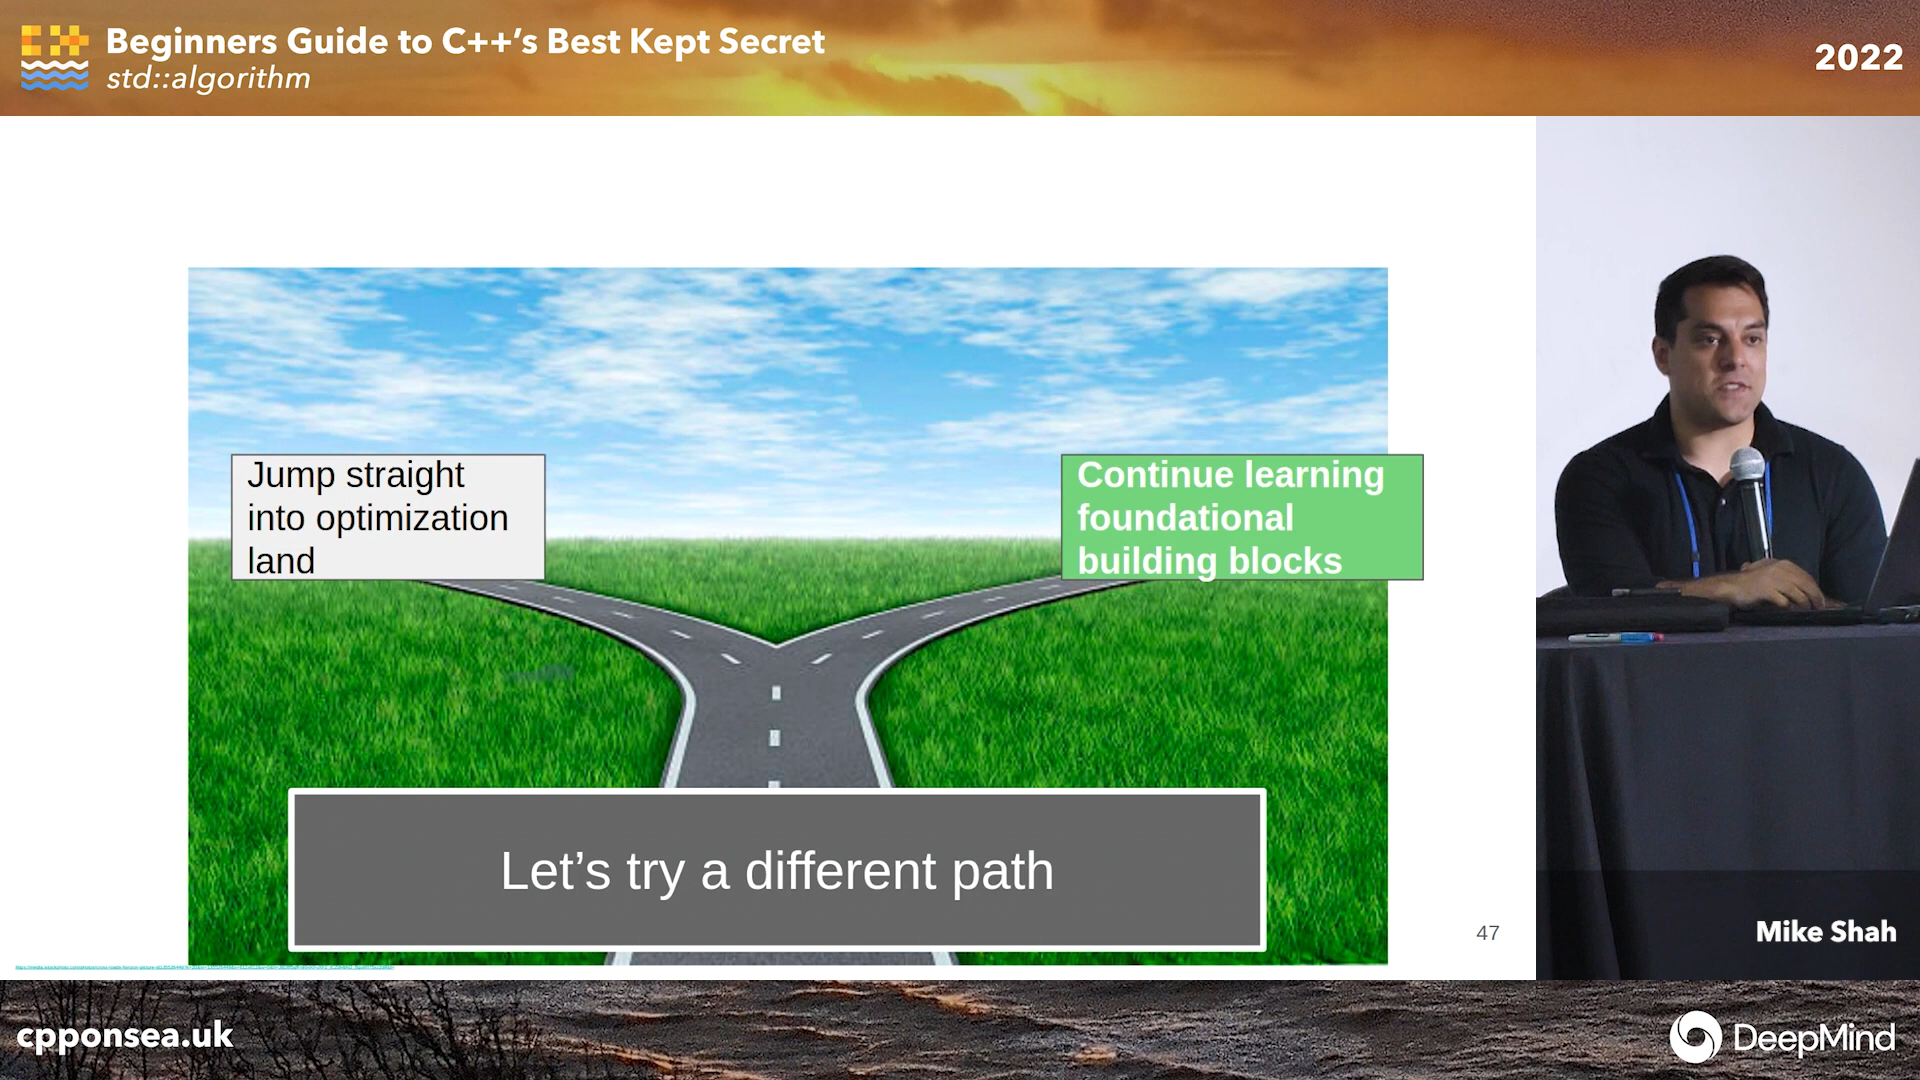 Beginners Guide to C++’s Best Kept Secret
std::algorithm
2022
Jump straight
into optimization
land
Continue learning
foundational
building blocks
Let’s try a different path
47
Mike Shah
cpponsea.uk
DeepMind